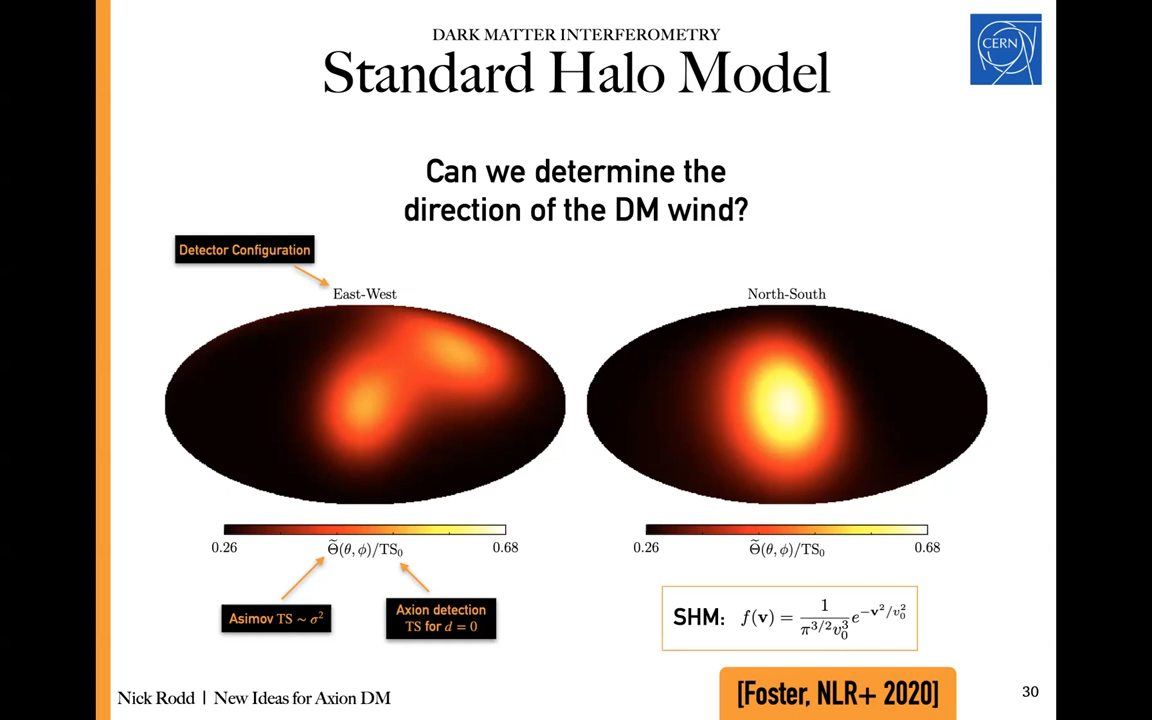 DARK MATTER INTERFEROMETRY
Standard Halo Model
CERN
Can we determine the
direction of the DM wind?
Detector Configuration
East-West
North-South
0.26
0.68
Θ̃(θ, ϕ)/TS₀
0.26
0.68
Θ̃(θ, ϕ)/TS₀
Asimov TS ~ σ²
Axion detection
TS for d = 0
SHM: f(v) = 1/(π^{3/2}v₀³) e^{−v²/v₀²}
Nick Rodd | New Ideas for Axion DM
[Foster, NLR+ 2020]
30